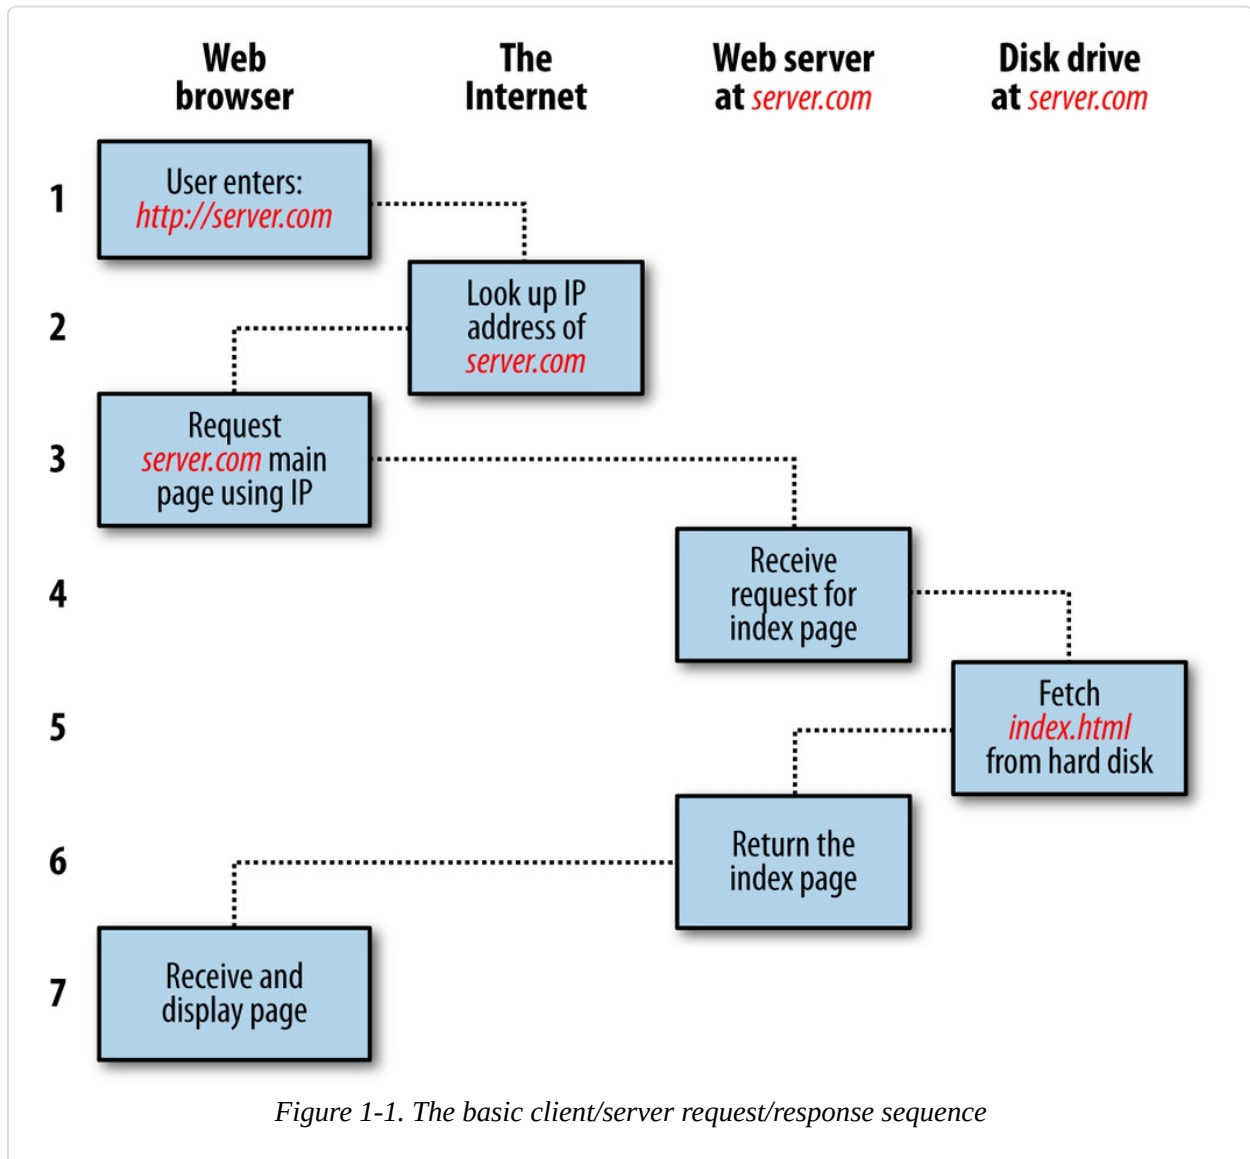 Web
browser
The
Internet
Web server
at server.com
Disk drive
at server.com
1
User enters:
http://server.com
2
Look up IP
address of
server.com
3
Request
server.com main
page using IP
4
Receive
request for
index page
5
Fetch
index.html
from hard disk
6
Return the
index page
7
Receive and
display page
Figure 1-1. The basic client/server request/response sequence